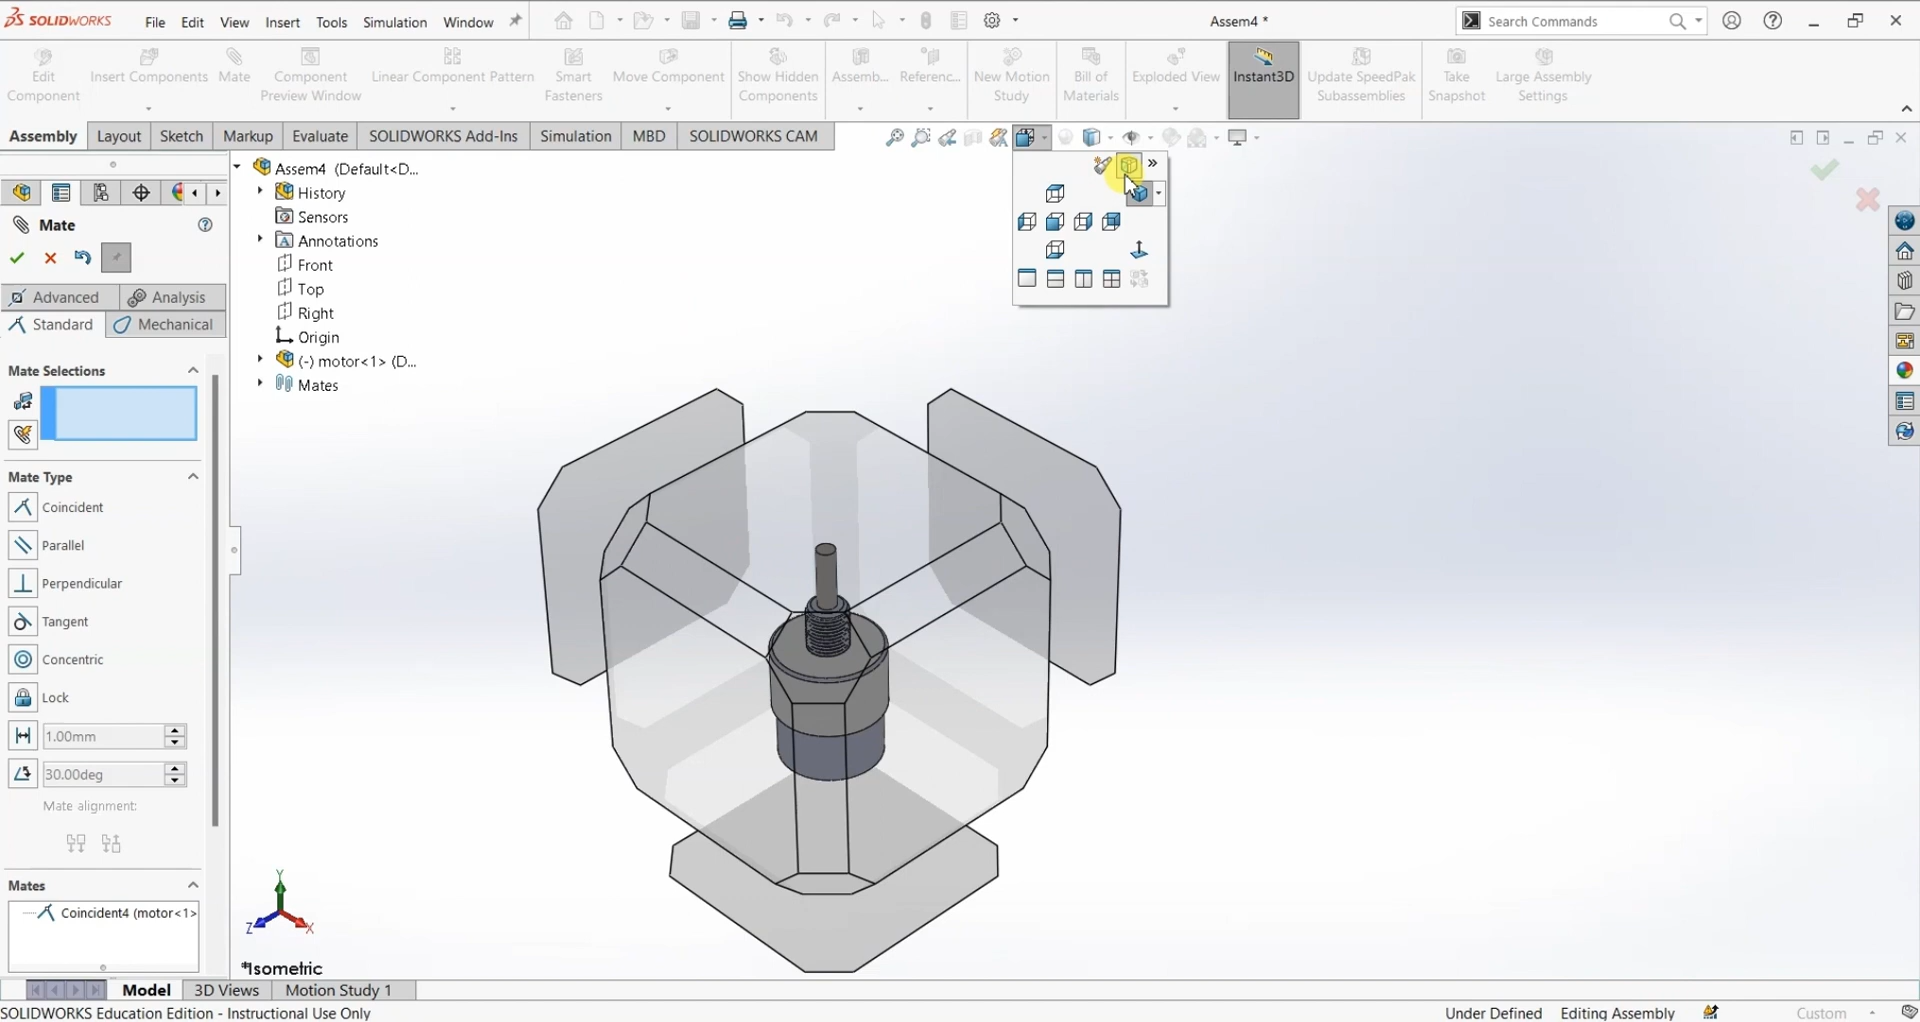 SOLIDWORKS File Edit View Insert Tools Simulation Window Assem4 * Search Commands
Edit Component Insert Components Mate Component Preview Window Linear Component Pattern Smart Fasteners Move Component Show Hidden Components Assemb... Referenc... New Motion Study Bill of Materials Exploded View Instant3D Update SpeedPak Subassemblies Take Snapshot Large Assembly Settings
Assembly Layout Sketch Markup Evaluate SOLIDWORKS Add-Ins Simulation MBD SOLIDWORKS CAM
Assem4 (Default<D...
History
Sensors
Annotations
Front
Top
Right
Origin
(-) motor<1> (D...
Mates
Mate
Advanced Analysis
Standard Mechanical
Mate Selections
Mate Type
Coincident
Parallel
Perpendicular
Tangent
Concentric
Lock
1.00mm
30.00deg
Mate alignment:
Mates
Coincident4 (motor<1>
Y
Z X
*Isometric
Model 3D Views Motion Study 1
SOLIDWORKS Education Edition - Instructional Use Only Under Defined Editing Assembly Custom